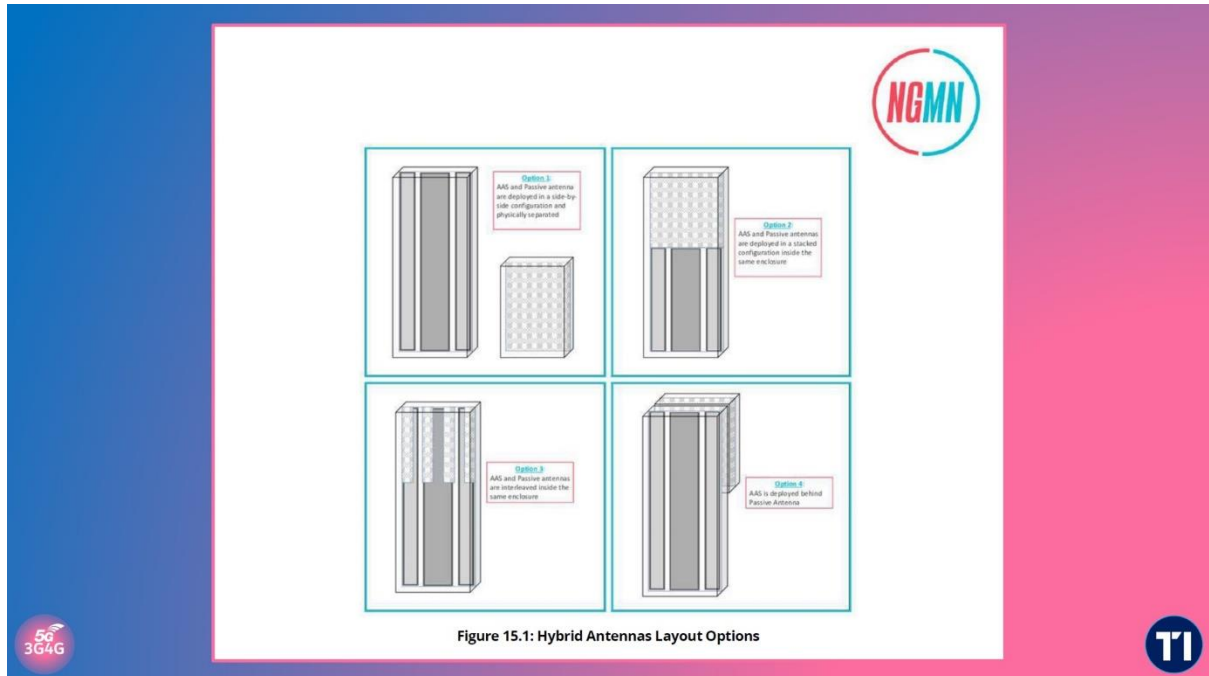 NGMN
Option 1:
AAS and Passive antenna
are deployed in a side-by-
side configuration and
physically separated
Option 2:
AAS and Passive antennas
are deployed in a stacked
configuration inside the
same enclosure
Option 3:
AAS and Passive antennas
are interleaved inside the
same enclosure
Option 4:
AAS is deployed behind
Passive Antenna
Figure 15.1: Hybrid Antennas Layout Options
5G
3G4G
TI